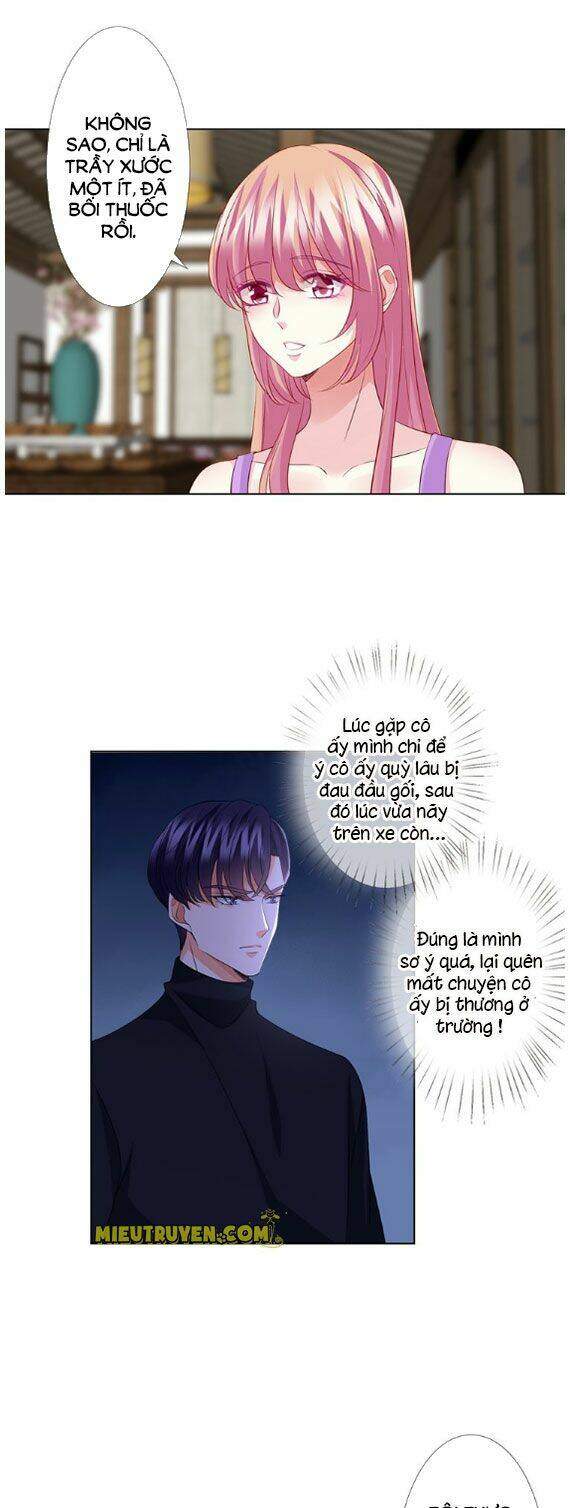 KHÔNG
SAO, CHỈ LÀ
TRẦY XƯỚC
MỘT ÍT, ĐÃ
BÔI THUỐC
RỒI.
Lúc gặp cô
ấy mình chỉ để
ý cô ấy quỳ lâu bị
đau đầu gối, sau
đó lúc vừa nãy
trên xe còn...
Đúng là mình
sơ ý quá, lại quên
mất chuyện cô
ấy bị thương ở
trường !
MIEUTRUYEN.COM